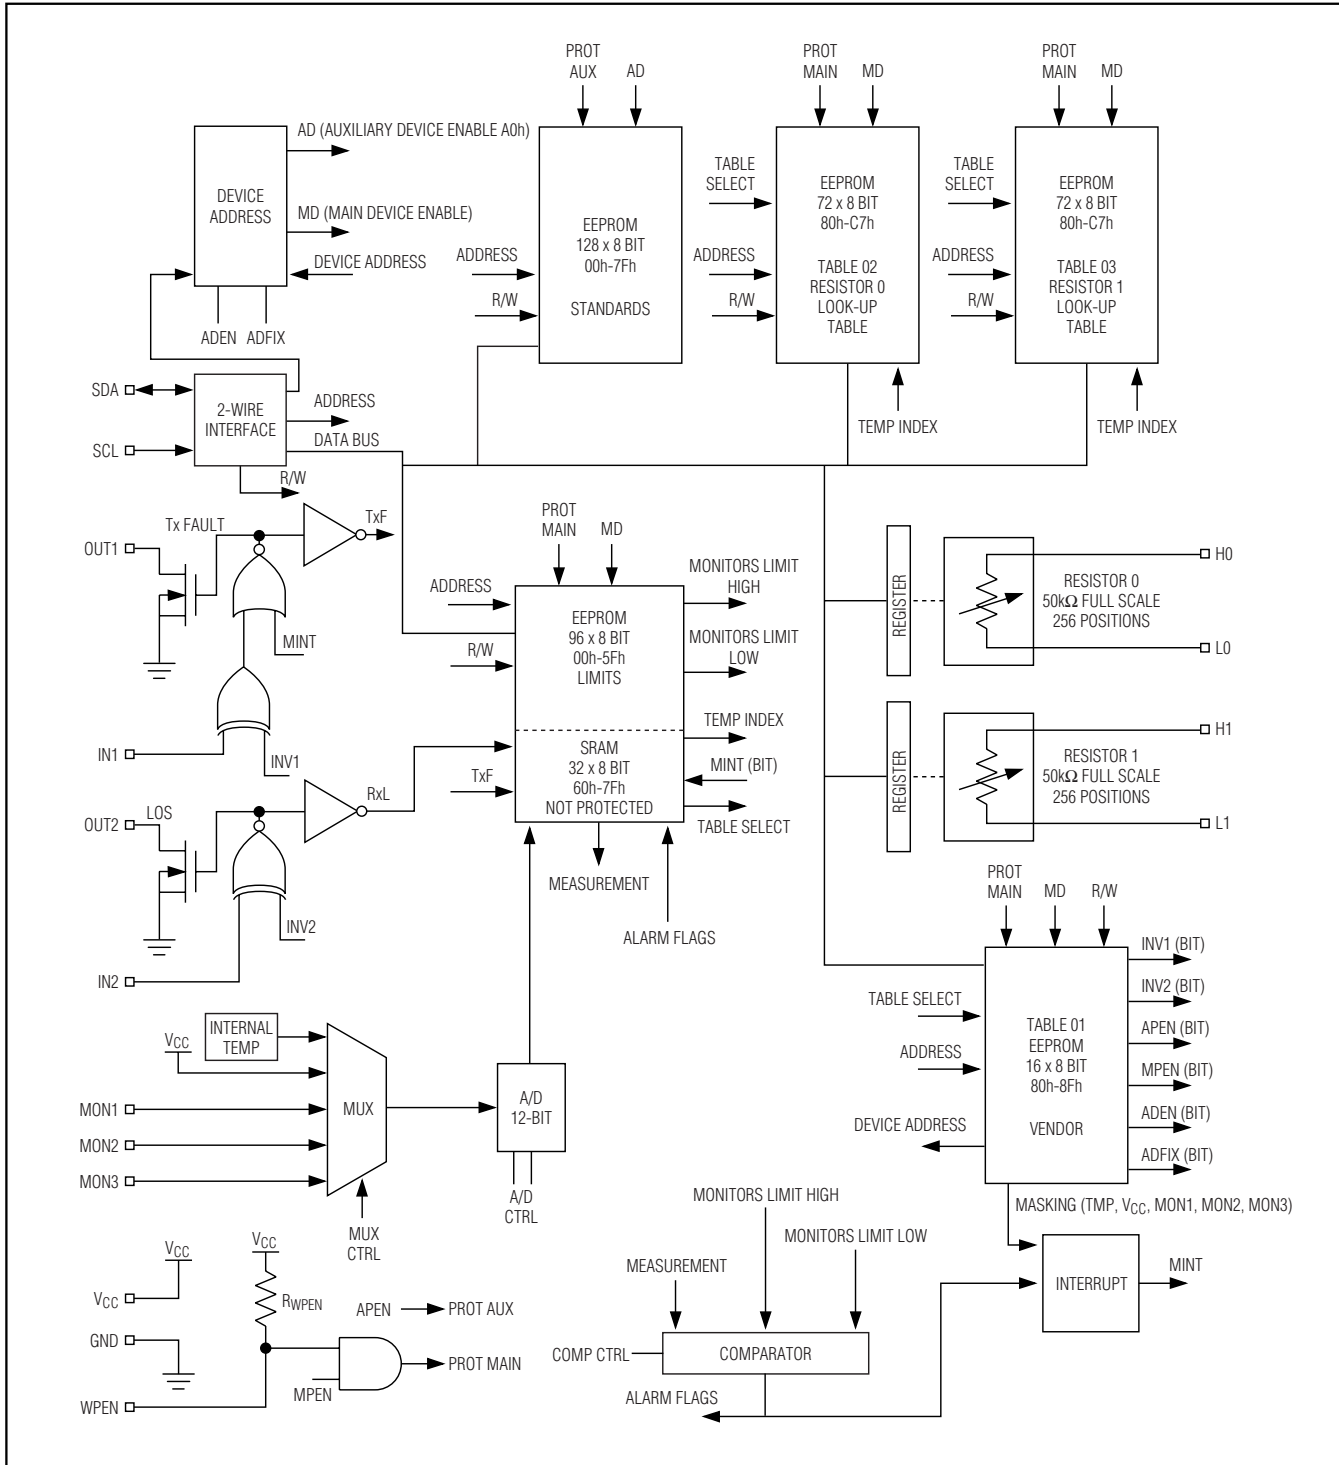 PROT
AUX
AD
PROT
MAIN
MD
PROT
MAIN
MD
AD (AUXILIARY DEVICE ENABLE A0h)
DEVICE
ADDRESS
MD (MAIN DEVICE ENABLE)
DEVICE ADDRESS
ADEN
ADFIX
ADDRESS
R/W
EEPROM
128 x 8 BIT
00h-7Fh
STANDARDS
TABLE
SELECT
ADDRESS
R/W
EEPROM
72 x 8 BIT
80h-C7h
TABLE 02
RESISTOR 0
LOOK-UP
TABLE
TEMP INDEX
TABLE
SELECT
ADDRESS
R/W
EEPROM
72 x 8 BIT
80h-C7h
TABLE 03
RESISTOR 1
LOOK-UP
TABLE
TEMP INDEX
SDA
SCL
2-WIRE
INTERFACE
ADDRESS
DATA BUS
R/W
OUT1
Tx FAULT
TxF
MINT
IN1
INV1
OUT2
LOS
RxL
INV2
IN2
PROT
MAIN
MD
ADDRESS
R/W
TxF
EEPROM
96 x 8 BIT
00h-5Fh
LIMITS
SRAM
32 x 8 BIT
60h-7Fh
NOT PROTECTED
MONITORS LIMIT
HIGH
MONITORS LIMIT
LOW
TEMP INDEX
MINT (BIT)
TABLE SELECT
MEASUREMENT
ALARM FLAGS
REGISTER
RESISTOR 0
50kΩ FULL SCALE
256 POSITIONS
H0
L0
REGISTER
RESISTOR 1
50kΩ FULL SCALE
256 POSITIONS
H1
L1
PROT
MAIN
MD
R/W
TABLE SELECT
ADDRESS
DEVICE ADDRESS
TABLE 01
EEPROM
16 x 8 BIT
80h-8Fh
VENDOR
INV1 (BIT)
INV2 (BIT)
APEN (BIT)
MPEN (BIT)
ADEN (BIT)
ADFIX (BIT)
MASKING (TMP, VCC, MON1, MON2, MON3)
INTERRUPT
MINT
INTERNAL
TEMP
VCC
MON1
MON2
MON3
MUX
MUX
CTRL
A/D
12-BIT
A/D
CTRL
MONITORS LIMIT HIGH
MONITORS LIMIT LOW
MEASUREMENT
COMP CTRL
COMPARATOR
ALARM FLAGS
VCC
VCC
VCC
RWPEN
GND
WPEN
APEN
PROT AUX
MPEN
PROT MAIN